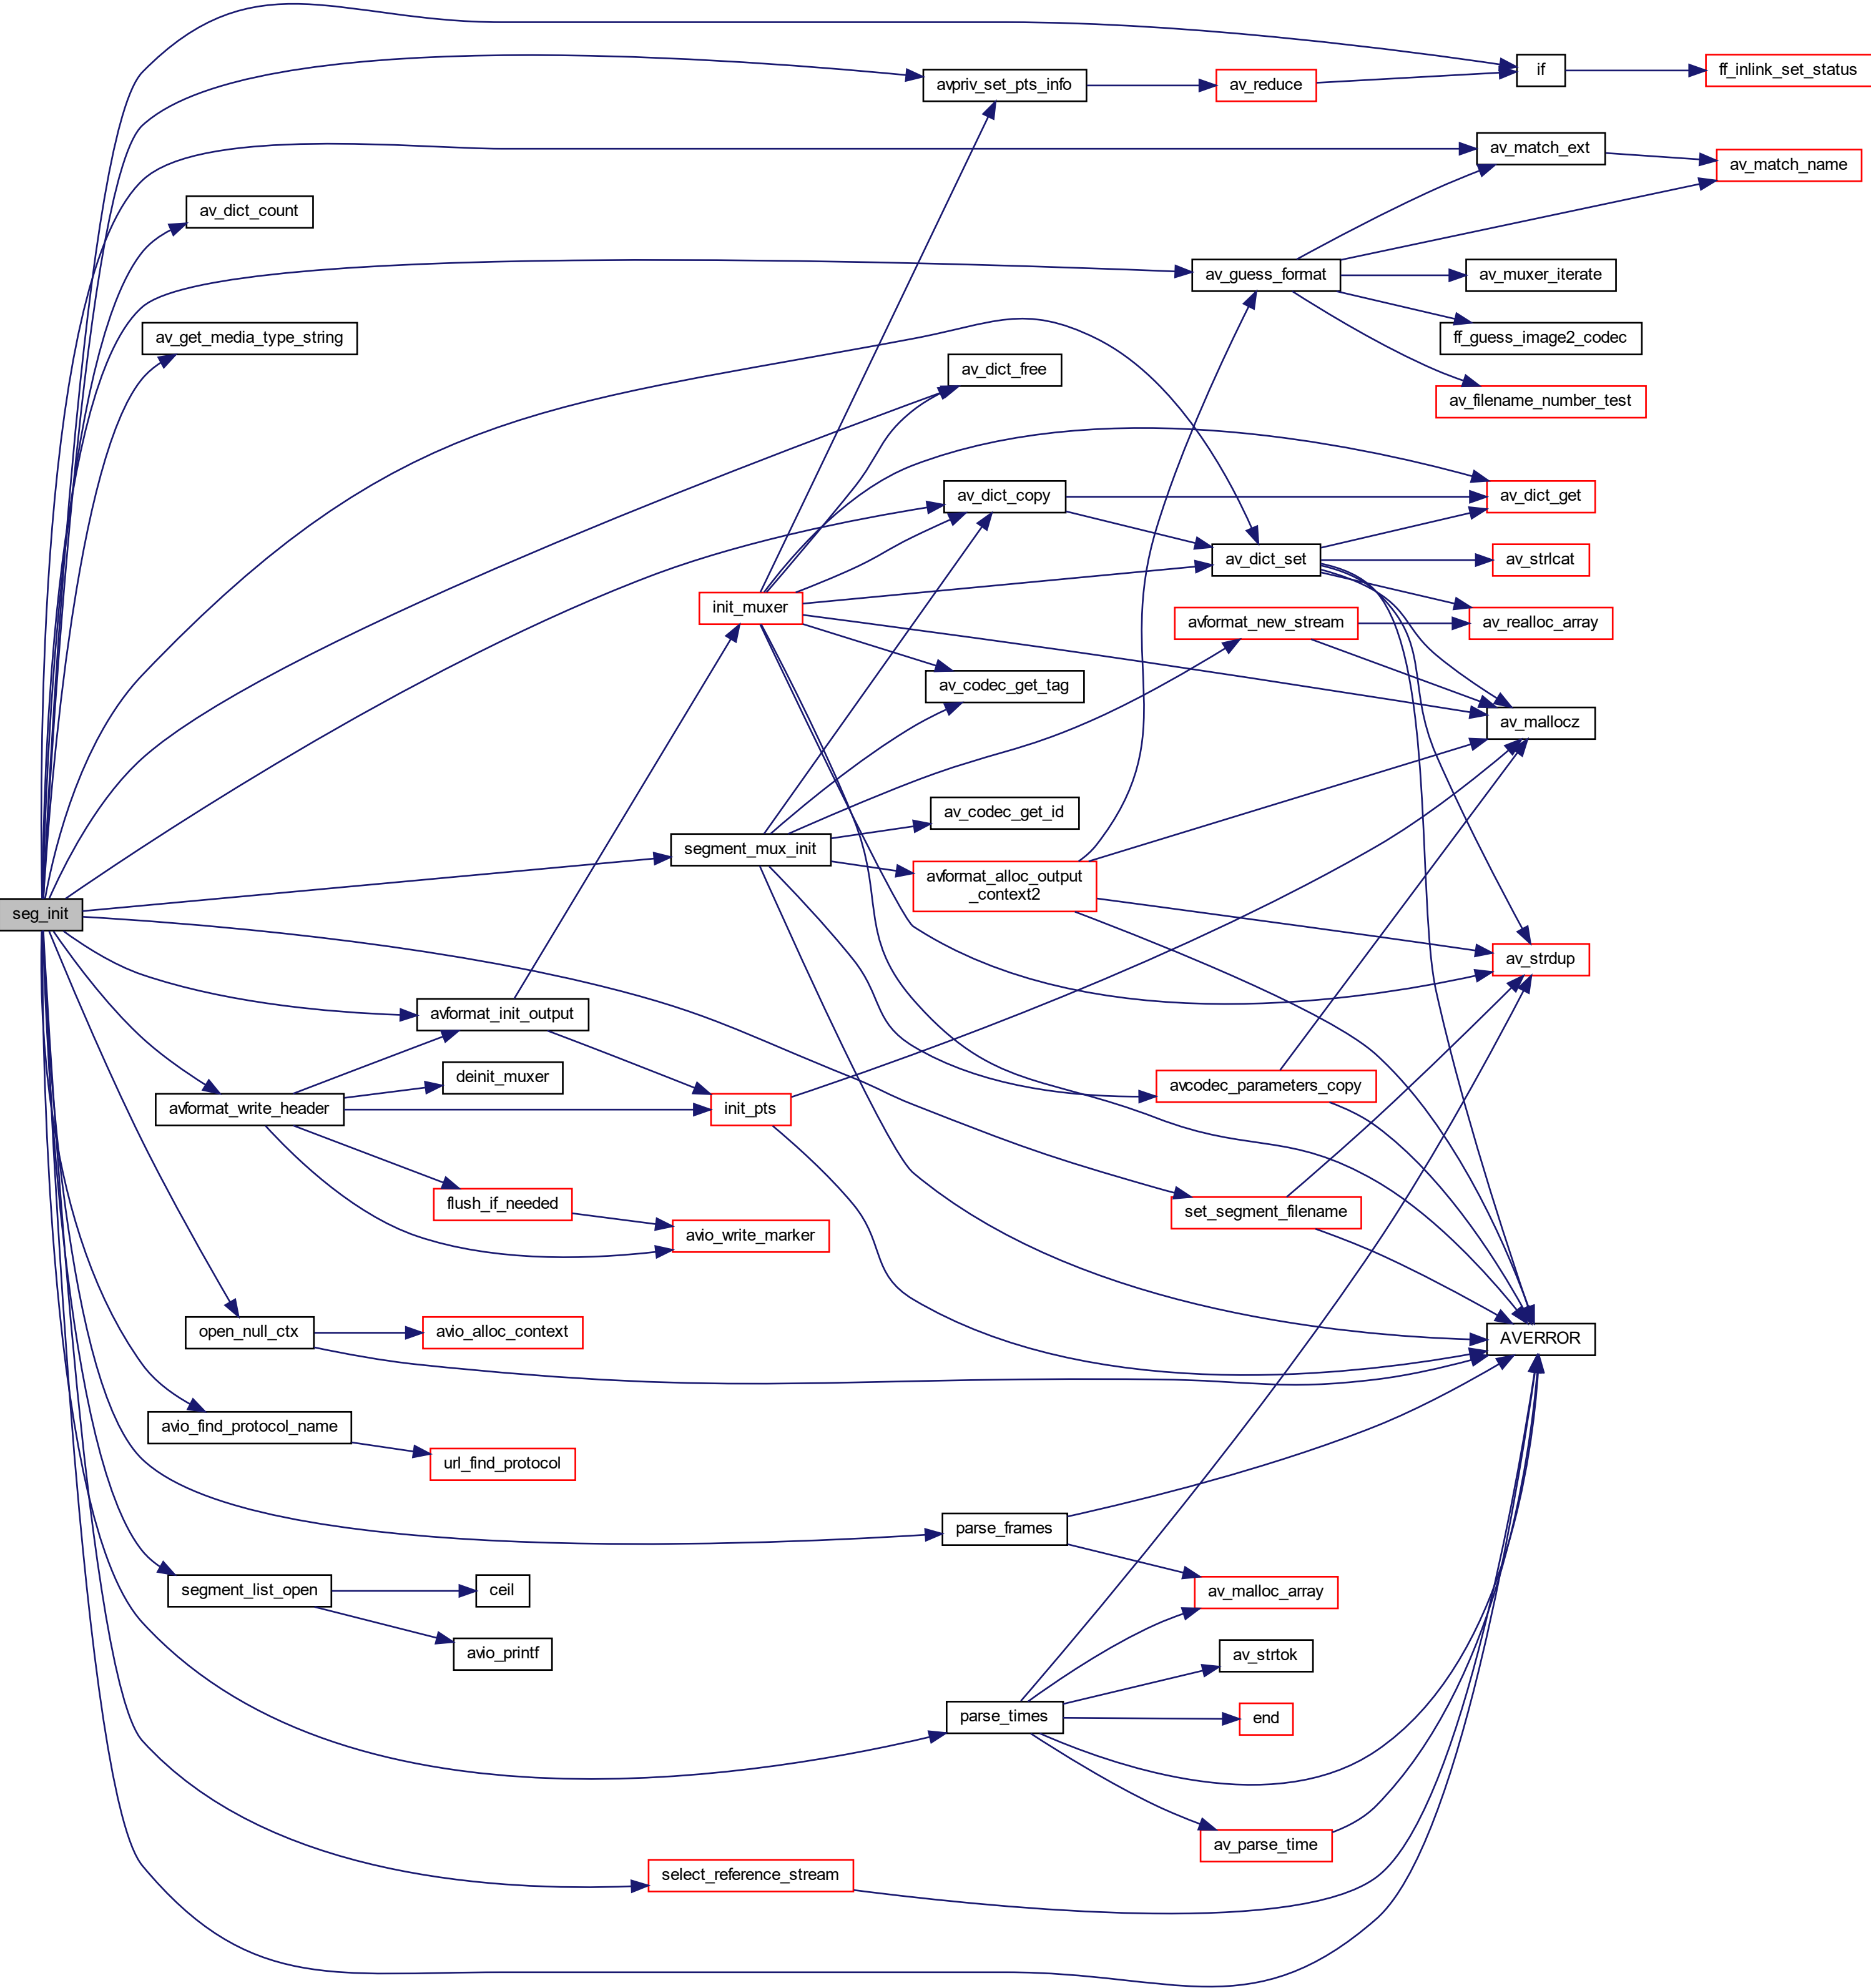 if
ff_inlink_set_status
avpriv_set_pts_info
av_reduce
av_match_ext
av_match_name
av_dict_count
av_guess_format
av_muxer_iterate
av_get_media_type_string
ff_guess_image2_codec
av_dict_free
av_filename_number_test
av_dict_copy
av_dict_get
av_dict_set
av_strlcat
init_muxer
avformat_new_stream
av_realloc_array
av_codec_get_tag
av_mallocz
av_codec_get_id
segment_mux_init
avformat_alloc_output
_context2
seg_init
av_strdup
avformat_init_output
deinit_muxer
avcodec_parameters_copy
avformat_write_header
init_pts
flush_if_needed
set_segment_filename
avio_write_marker
open_null_ctx
avio_alloc_context
AVERROR
avio_find_protocol_name
url_find_protocol
parse_frames
segment_list_open
ceil
av_malloc_array
avio_printf
av_strtok
parse_times
end
av_parse_time
select_reference_stream